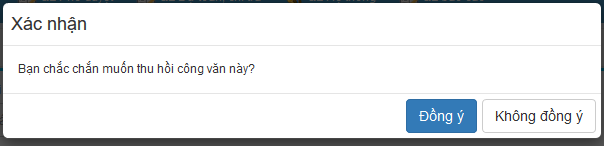 Xác nhận
Bạn chắc chắn muốn thu hồi công văn này?
Đồng ý
Không đồng ý